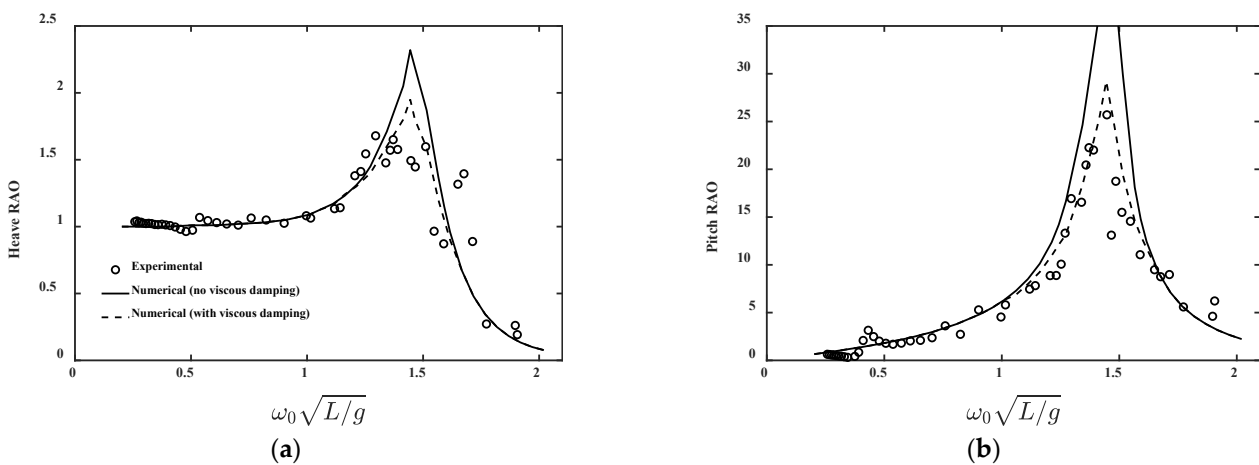 2.5
2
1.5
1
0.5
0
Heave RAO
Experimental
Numerical (no viscous damping)
Numerical (with viscous damping)
0 0.5 1 1.5 2
ω₀√L/g
(a)
35
30
25
20
15
10
5
0
Pitch RAO
0 0.5 1 1.5 2
ω₀√L/g
(b)